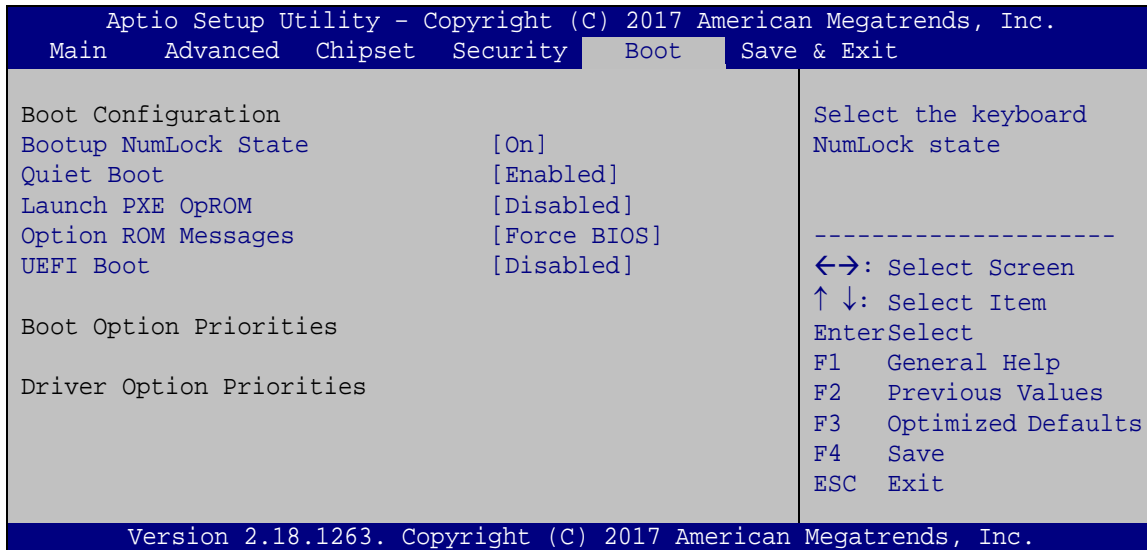 Aptio Setup Utility – Copyright (C) 2017 American Megatrends, Inc.
Main Advanced Chipset Security Boot Save & Exit
Boot Configuration
Bootup NumLock State [On]
Quiet Boot [Enabled]
Launch PXE OpROM [Disabled]
Option ROM Messages [Force BIOS]
UEFI Boot [Disabled]
Boot Option Priorities
Driver Option Priorities
Select the keyboard
NumLock state
----------------------
←→: Select Screen
↑ ↓: Select Item
EnterSelect
F1 General Help
F2 Previous Values
F3 Optimized Defaults
F4 Save
ESC Exit
Version 2.18.1263. Copyright (C) 2017 American Megatrends, Inc.